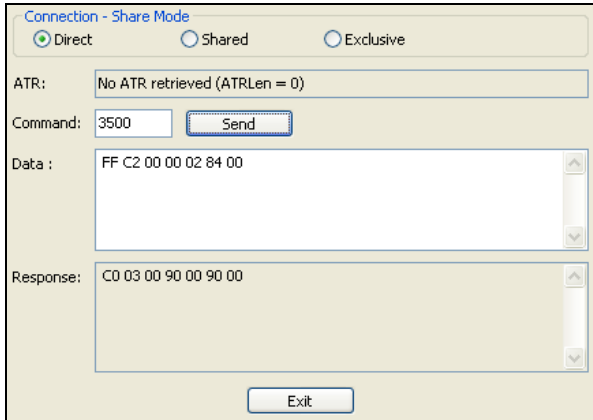 Connection - Share Mode
Direct Shared Exclusive
ATR: No ATR retrieved (ATRLen = 0)
Command: 3500 Send
Data : FF C2 00 00 02 84 00
Response: C0 03 00 90 00 90 00
Exit